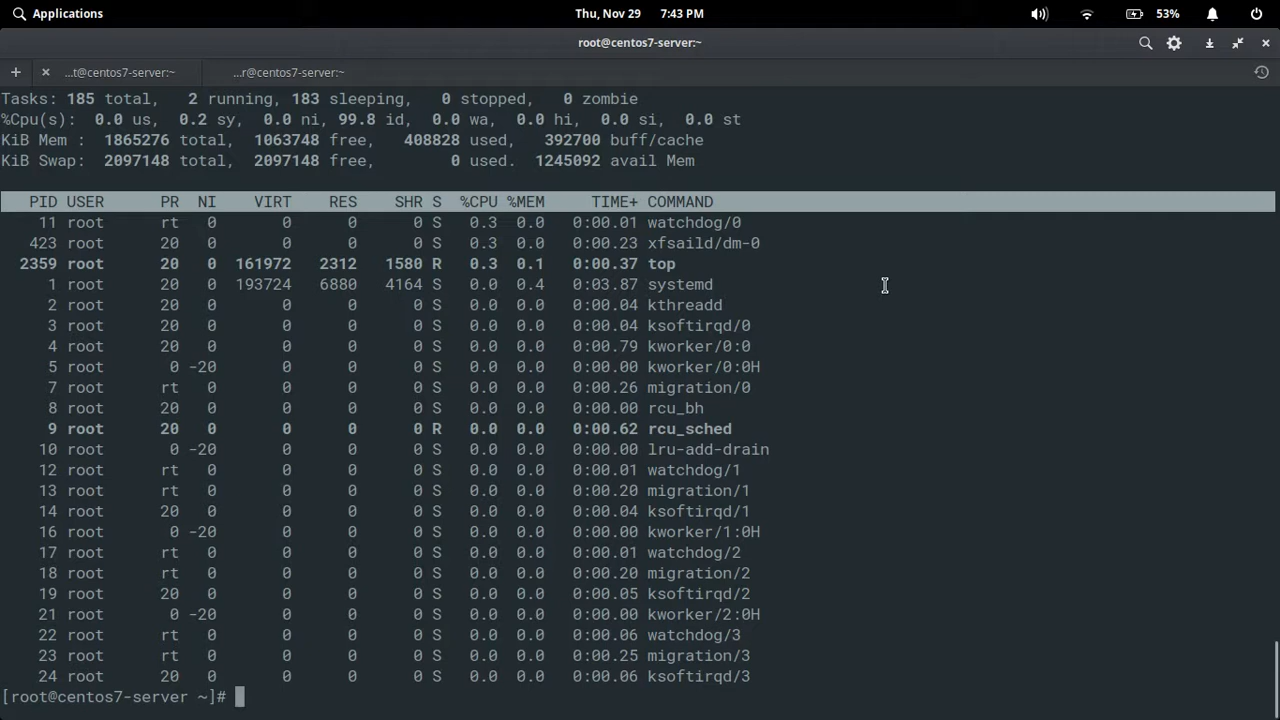 Applications Thu, Nov 29 7:43 PM 53%
root@centos7-server:~
+ × ...t@centos7-server:~ ...r@centos7-server:~
Tasks: 185 total,   2 running, 183 sleeping,   0 stopped,   0 zombie
%Cpu(s):  0.0 us,  0.2 sy,  0.0 ni, 99.8 id,  0.0 wa,  0.0 hi,  0.0 si,  0.0 st
KiB Mem :  1865276 total,  1063748 free,   408828 used,   392700 buff/cache
KiB Swap:  2097148 total,  2097148 free,        0 used.  1245092 avail Mem
PID USER      PR  NI    VIRT    RES    SHR S  %CPU %MEM     TIME+ COMMAND
11 root      rt   0       0      0      0 S   0.3  0.0   0:00.01 watchdog/0
423 root      20   0       0      0      0 S   0.3  0.0   0:00.23 xfsaild/dm-0
2359 root      20   0  161972   2312   1580 R   0.3  0.1   0:00.37 top
1 root      20   0  193724   6880   4164 S   0.0  0.4   0:03.87 systemd
2 root      20   0       0      0      0 S   0.0  0.0   0:00.04 kthreadd
3 root      20   0       0      0      0 S   0.0  0.0   0:00.04 ksoftirqd/0
4 root      20   0       0      0      0 S   0.0  0.0   0:00.79 kworker/0:0
5 root       0 -20       0      0      0 S   0.0  0.0   0:00.00 kworker/0:0H
7 root      rt   0       0      0      0 S   0.0  0.0   0:00.26 migration/0
8 root      20   0       0      0      0 S   0.0  0.0   0:00.00 rcu_bh
9 root      20   0       0      0      0 R   0.0  0.0   0:00.62 rcu_sched
10 root       0 -20       0      0      0 S   0.0  0.0   0:00.00 lru-add-drain
12 root      rt   0       0      0      0 S   0.0  0.0   0:00.01 watchdog/1
13 root      rt   0       0      0      0 S   0.0  0.0   0:00.20 migration/1
14 root      20   0       0      0      0 S   0.0  0.0   0:00.04 ksoftirqd/1
16 root       0 -20       0      0      0 S   0.0  0.0   0:00.00 kworker/1:0H
17 root      rt   0       0      0      0 S   0.0  0.0   0:00.01 watchdog/2
18 root      rt   0       0      0      0 S   0.0  0.0   0:00.20 migration/2
19 root      20   0       0      0      0 S   0.0  0.0   0:00.05 ksoftirqd/2
21 root       0 -20       0      0      0 S   0.0  0.0   0:00.00 kworker/2:0H
22 root      rt   0       0      0      0 S   0.0  0.0   0:00.06 watchdog/3
23 root      rt   0       0      0      0 S   0.0  0.0   0:00.25 migration/3
24 root      20   0       0      0      0 S   0.0  0.0   0:00.06 ksoftirqd/3
[root@centos7-server ~]#